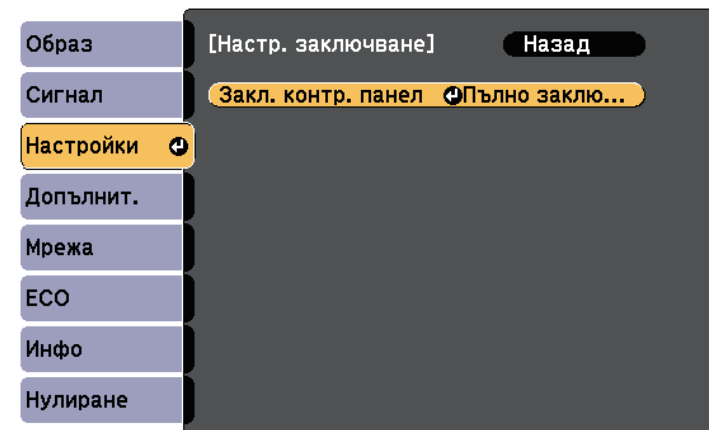 Образ
Сигнал
Настройки
Допълнит.
Мрежа
ECO
Инфо
Нулиране
[Настр. заключване] Назад
Закл. контр. панел Пълно заклю...